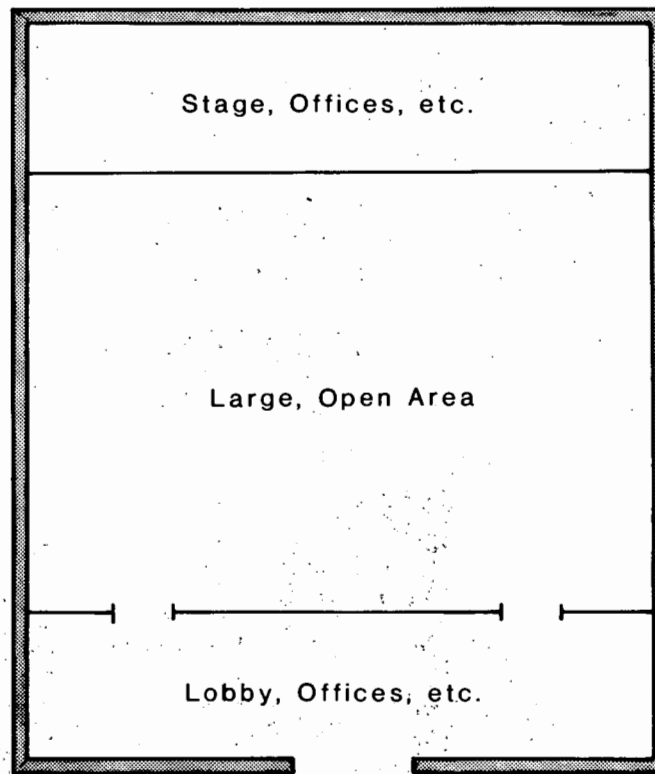 Stage, Offices, etc.
Large, Open Area
Lobby, Offices, etc.